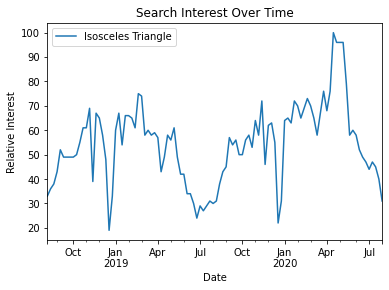 Search Interest Over Time
Isosceles Triangle
Relative Interest
100
90
80
70
60
50
40
30
20
Oct
Jan
2019
Apr
Jul
Oct
Jan
2020
Apr
Jul
Date